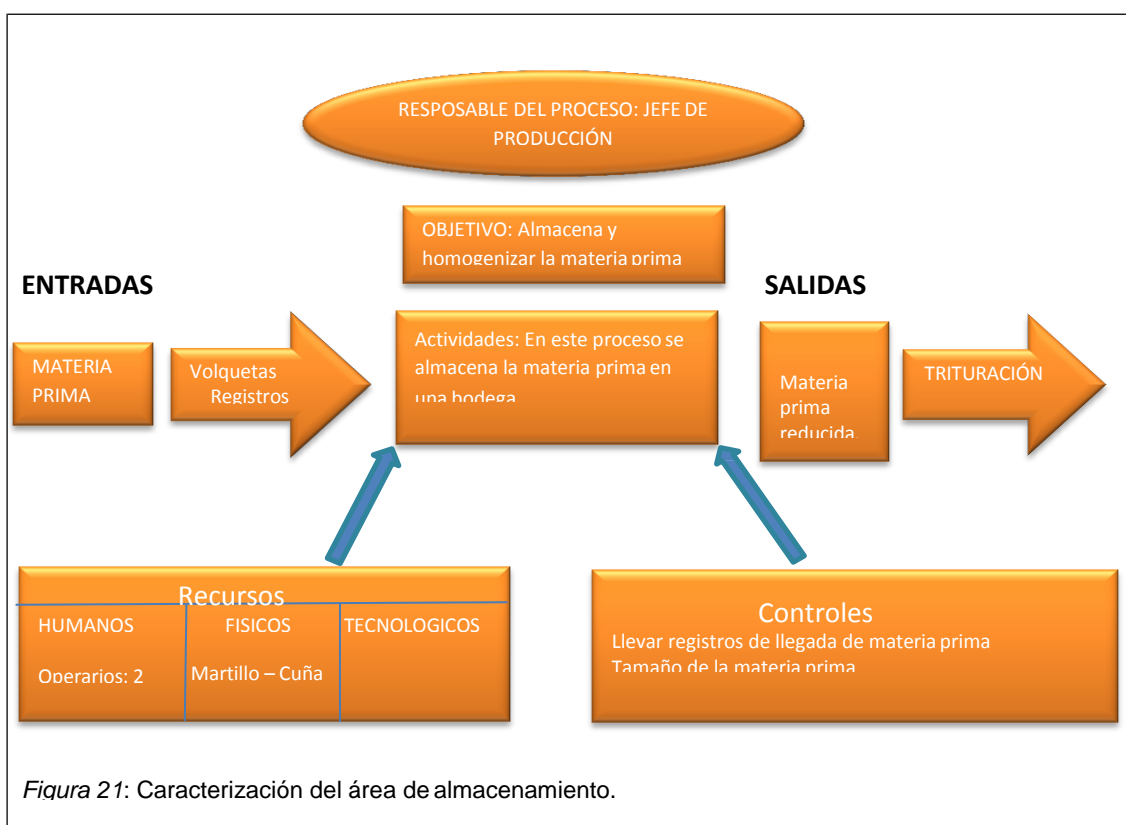 RESPOSABLE DEL PROCESO: JEFE DE
PRODUCCIÓN
OBJETIVO: Almacena y
homogenizar la materia prima
ENTRADAS
SALIDAS
MATERIA
PRIMA
Volquetas
Registros
Actividades: En este proceso se
almacena la materia prima en
una bodega
Materia
prima
reducida.
TRITURACIÓN
Recursos
HUMANOS
FISICOS
TECNOLOGICOS
Operarios: 2
Martillo – Cuña
Controles
Llevar registros de llegada de materia prima
Tamaño de la materia prima
Figura 21: Caracterización del área de almacenamiento.